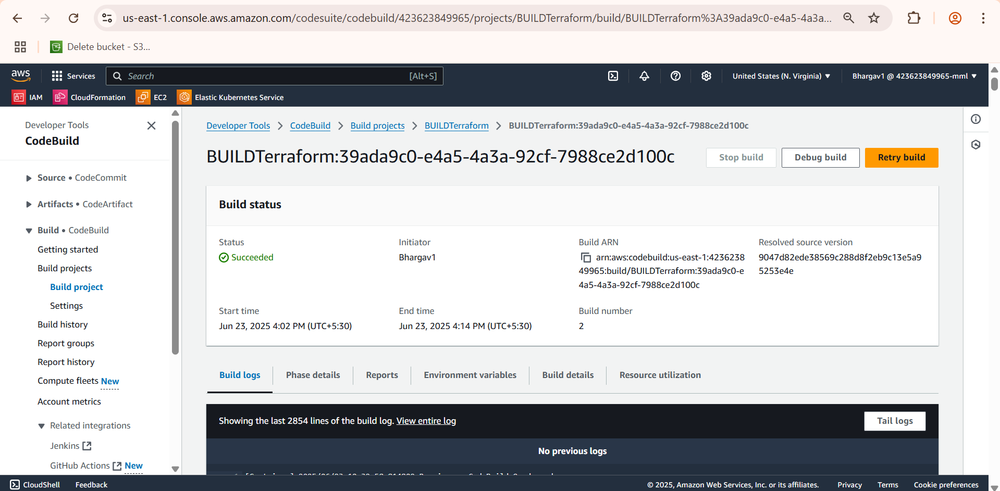 us-east-1.console.aws.amazon.com/codesuite/codebuild/423623849965/projects/BUILDTerraform/build/BUILDTerraform%3A39ada9c0-e4a5-4a3a...
Delete bucket - S3...
aws
Services
Search
[Alt+S]
United States (N. Virginia)
Bhargav1 @ 423623849965-mml
IAM
CloudFormation
EC2
Elastic Kubernetes Service
Developer Tools
CodeBuild
Source • CodeCommit
Artifacts • CodeArtifact
Build • CodeBuild
Getting started
Build projects
Build project
Settings
Build history
Report groups
Report history
Compute fleets New
Account metrics
Related integrations
Jenkins
GitHub Actions New
Developer Tools > CodeBuild > Build projects > BUILDTerraform > BUILDTerraform:39ada9c0-e4a5-4a3a-92cf-7988ce2d100c
BUILDTerraform:39ada9c0-e4a5-4a3a-92cf-7988ce2d100c
Stop build
Debug build
Retry build
Build status
Status
Succeeded
Initiator
Bhargav1
Build ARN
arn:aws:codebuild:us-east-1:4236238
49965:build/BUILDTerraform:39ada9c0-e
4a5-4a3a-92cf-7988ce2d100c
Resolved source version
9047d82ede38569c288d8f2eb9c13e5a9
5253e4e
Start time
Jun 23, 2025 4:02 PM (UTC+5:30)
End time
Jun 23, 2025 4:14 PM (UTC+5:30)
Build number
2
Build logs
Phase details
Reports
Environment variables
Build details
Resource utilization
Showing the last 2854 lines of the build log. View entire log
Tail logs
No previous logs
CloudShell
Feedback
© 2025, Amazon Web Services, Inc. or its affiliates.
Privacy
Terms
Cookie preferences